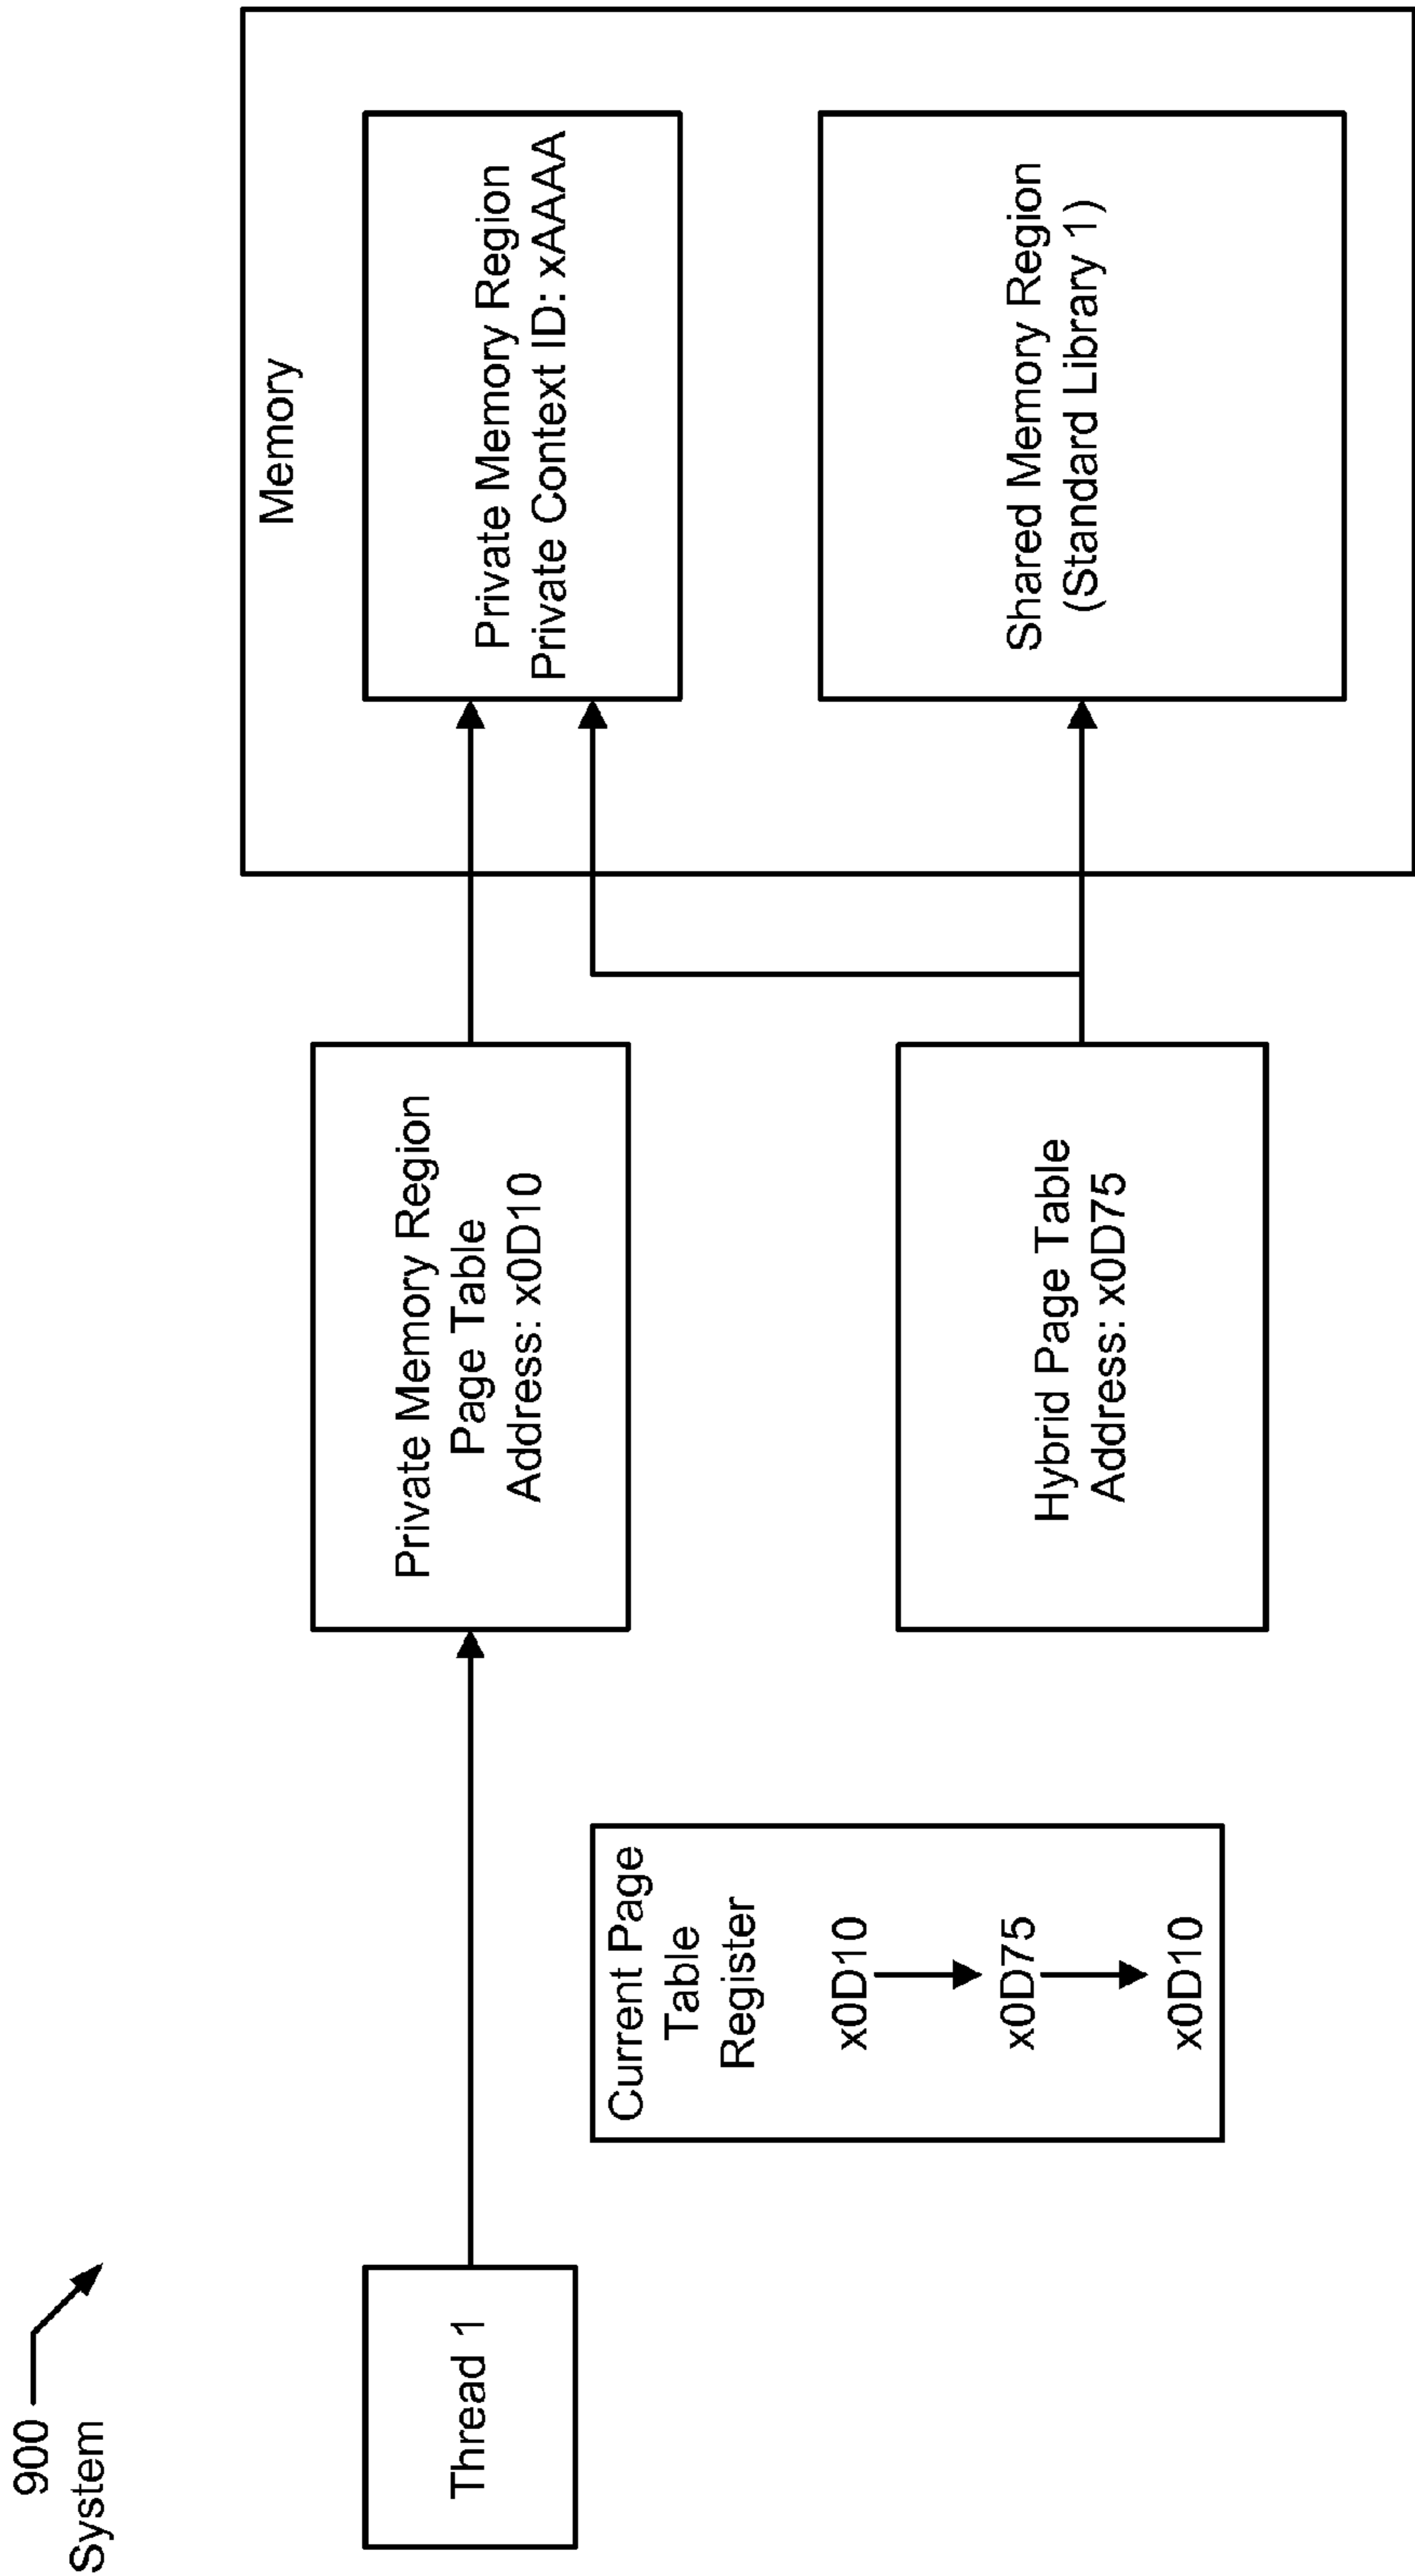 900
System
Thread 1
Current Page
Table
Register
x0D10
x0D75
x0D10
Private Memory Region
Page Table
Address: x0D10
Hybrid Page Table
Address: x0D75
Memory
Private Memory Region
Private Context ID: xAAAA
Shared Memory Region
(Standard Library 1)